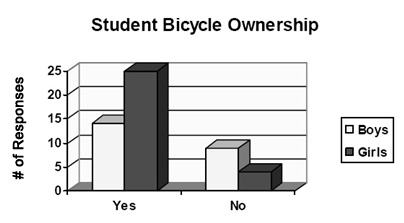 Student Bicycle Ownership
# of Responses
25
20
15
10
5
0
Yes No
Boys
Girls